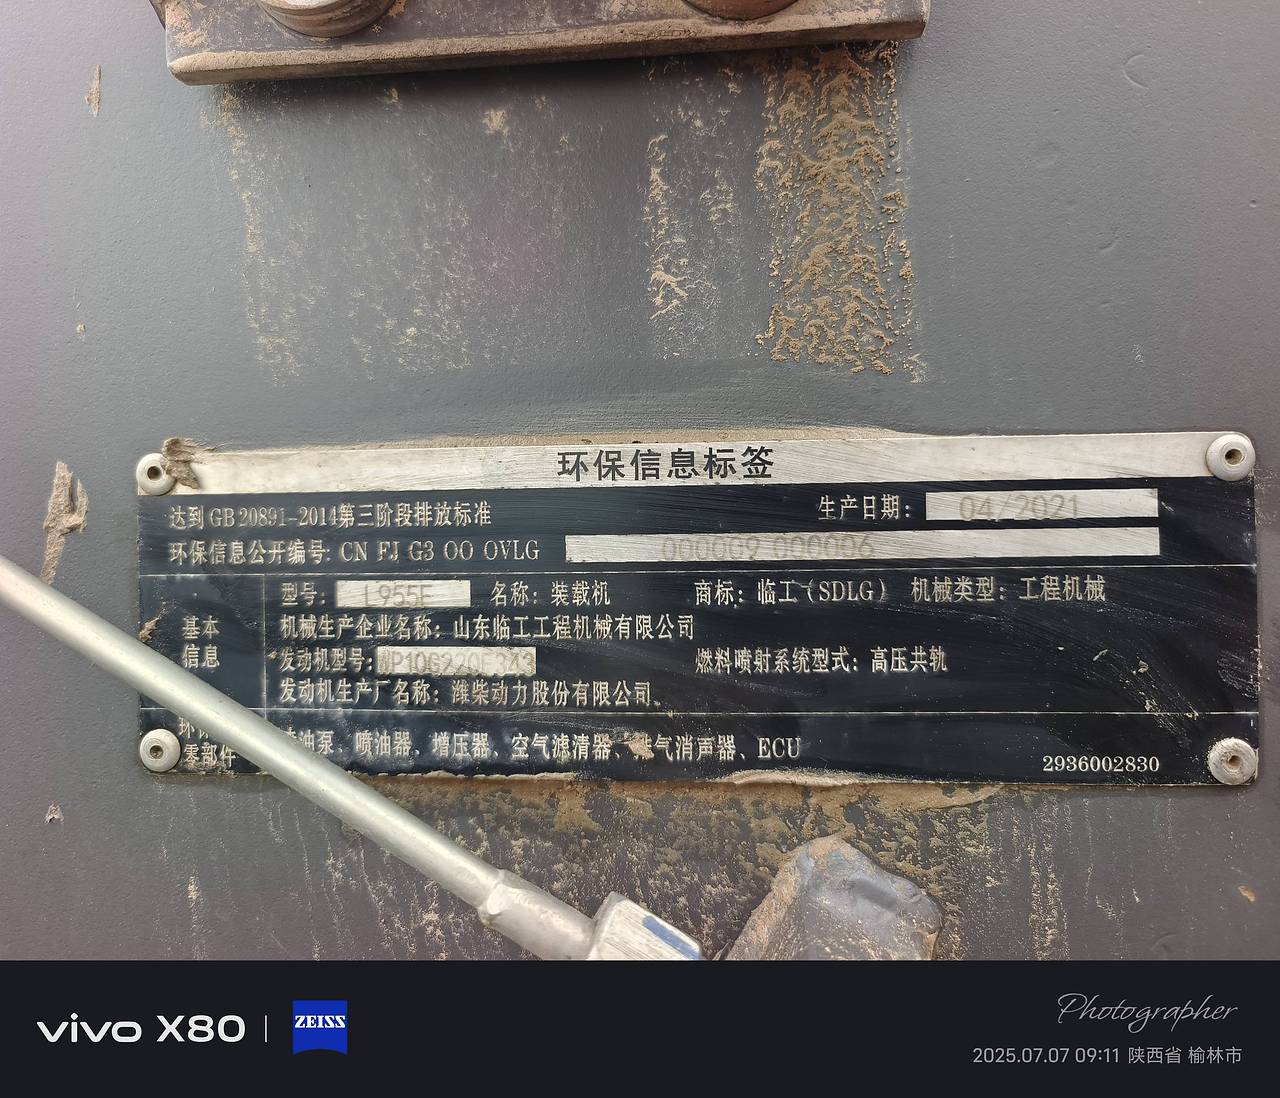 环保信息标签
达到GB 20891-2014第三阶段排放标准 生产日期: 04/2021
环保信息公开编号: CN FJ G3 OO OVLG 000099 000006
型号: L955F 名称: 装载机 商标: 临工(SDLG) 机械类型: 工程机械
基本信息
机械生产企业名称: 山东临工工程机械有限公司
发动机型号: WP10G220E343 燃料喷射系统型式: 高压共轨
发动机生产厂名称: 潍柴动力股份有限公司
零部件 油泵、喷油器、增压器、空气滤清器、排气消声器、ECU
2936002830
vivo X80 ZEISS
Photographer
2025.07.07 09:11 陕西省 榆林市